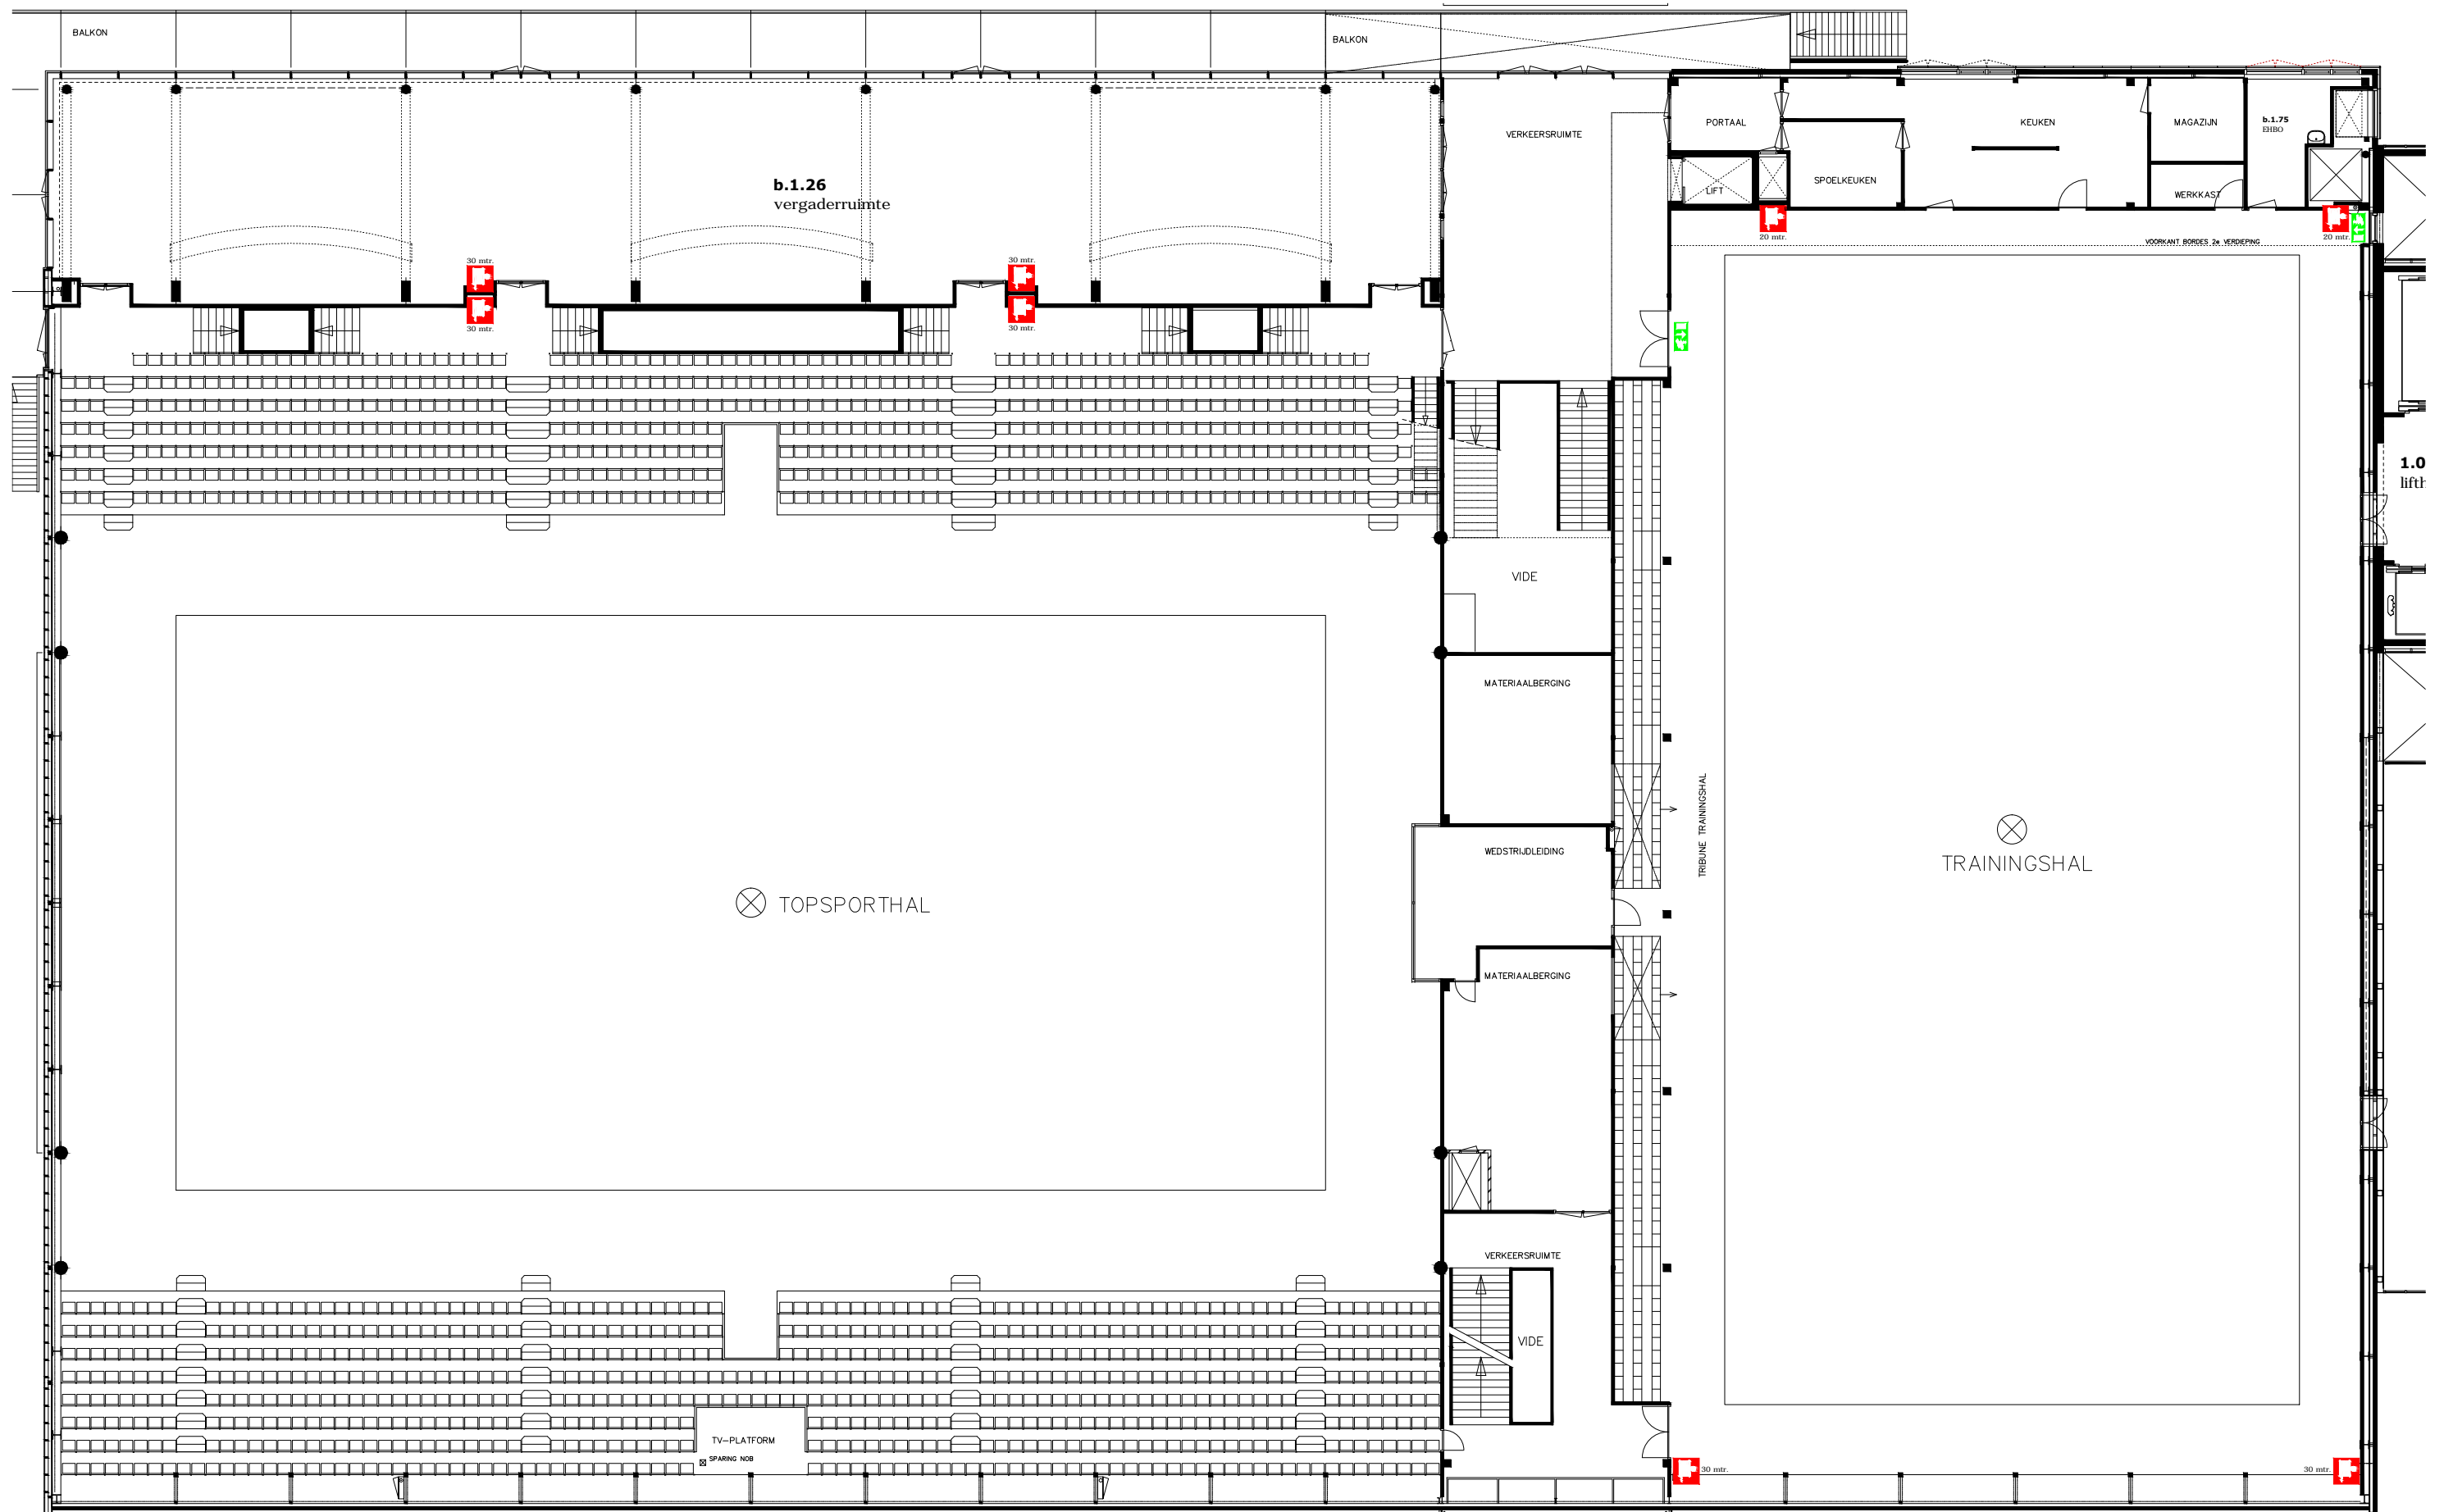 BALKON
BALKON
VERKEERSRUIMTE
PORTAAL
KEUKEN
MAGAZIJN
b.1.75
EHBO
b.1.26
vergaderruimte
LIFT
SPOELKEUKEN
WERKKAST
20 mtr.
20 mtr.
VOORKANT BORDES 2e VERDIEPING
30 mtr.
30 mtr.
30 mtr.
30 mtr.
1.0
lifth
VIDE
MATERIAALBERGING
TRIBUNE TRAININGSHAL
WEDSTRIJDLEIDING
TRAININGSHAL
TOPSPORTHAL
MATERIAALBERGING
VERKEERSRUIMTE
VIDE
TV-PLATFORM
SPARING NOB
30 mtr.
30 mtr.